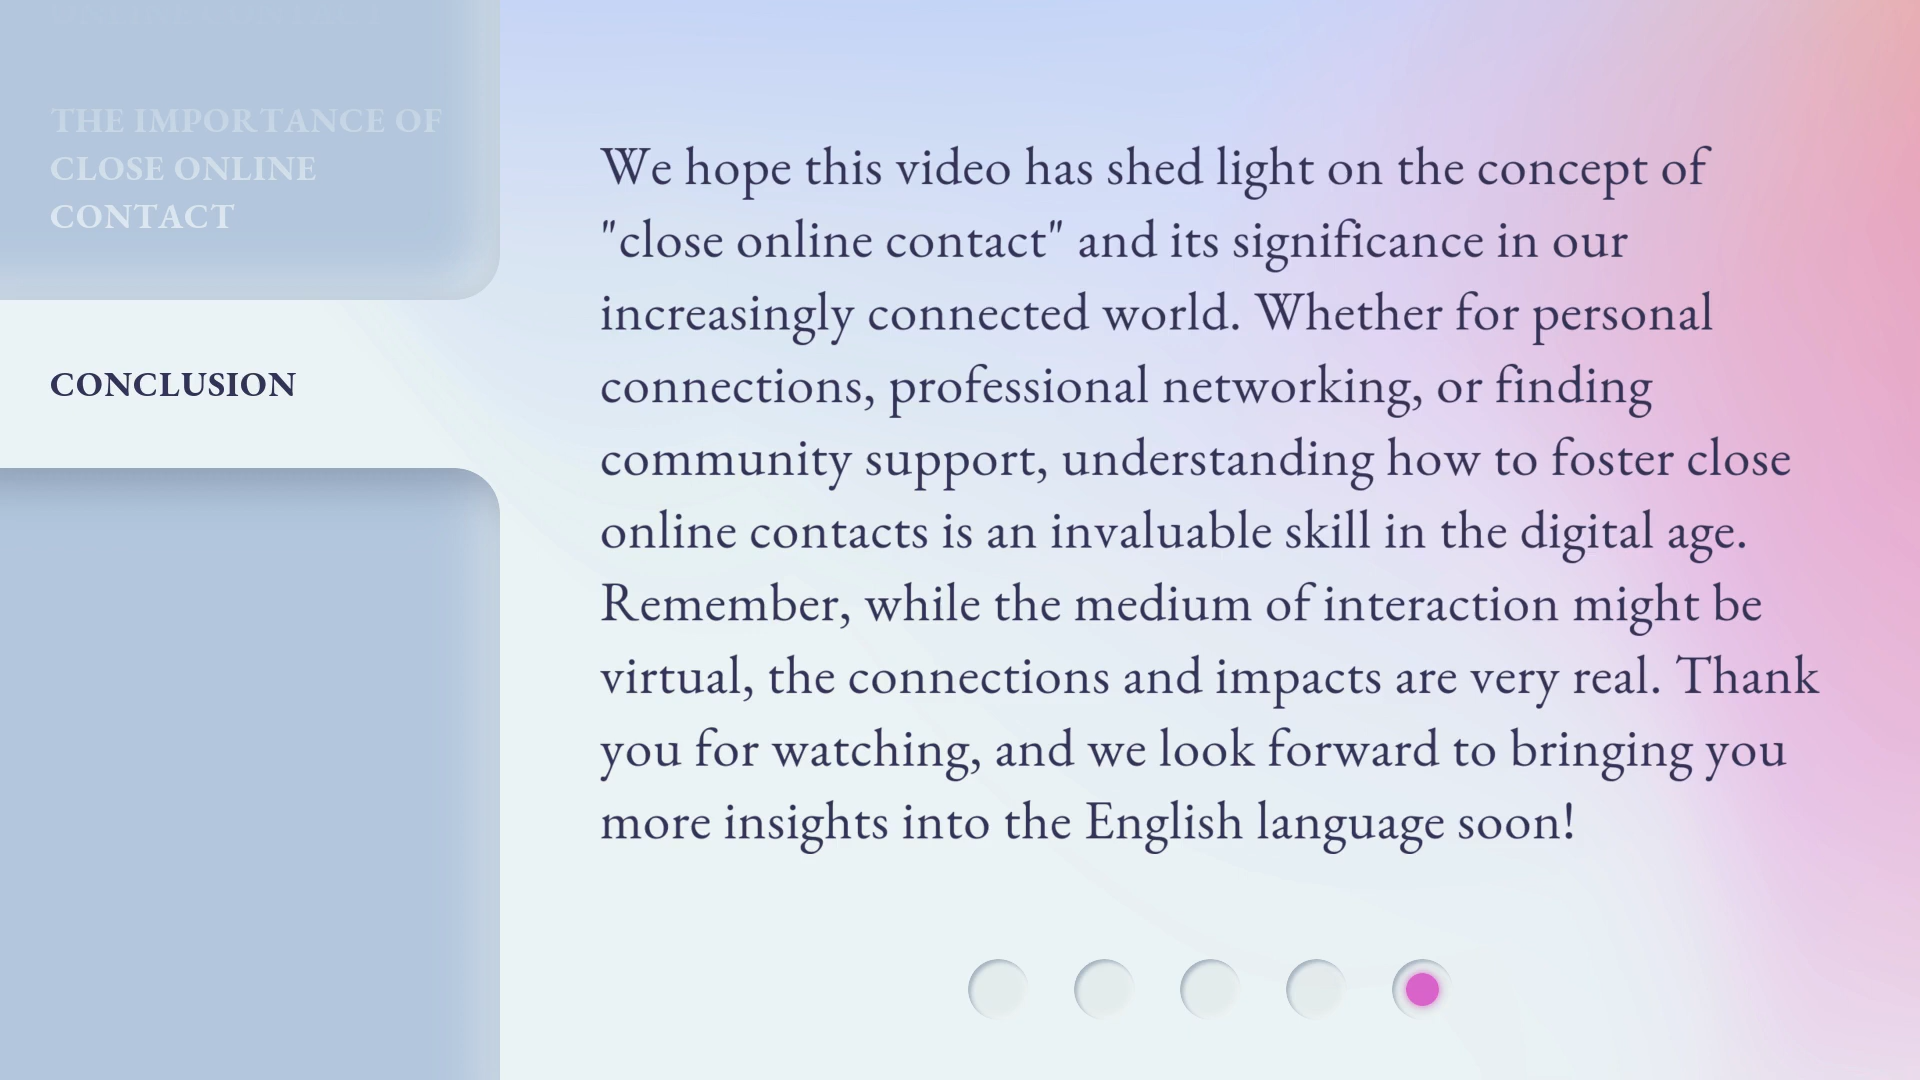 THE IMPORTANCE OF
CLOSE ONLINE
CONTACT
CONCLUSION
We hope this video has shed light on the concept of
"close online contact" and its significance in our
increasingly connected world. Whether for personal
connections, professional networking, or finding
community support, understanding how to foster close
online contacts is an invaluable skill in the digital age.
Remember, while the medium of interaction might be
virtual, the connections and impacts are very real. Thank
you for watching, and we look forward to bringing you
more insights into the English language soon!